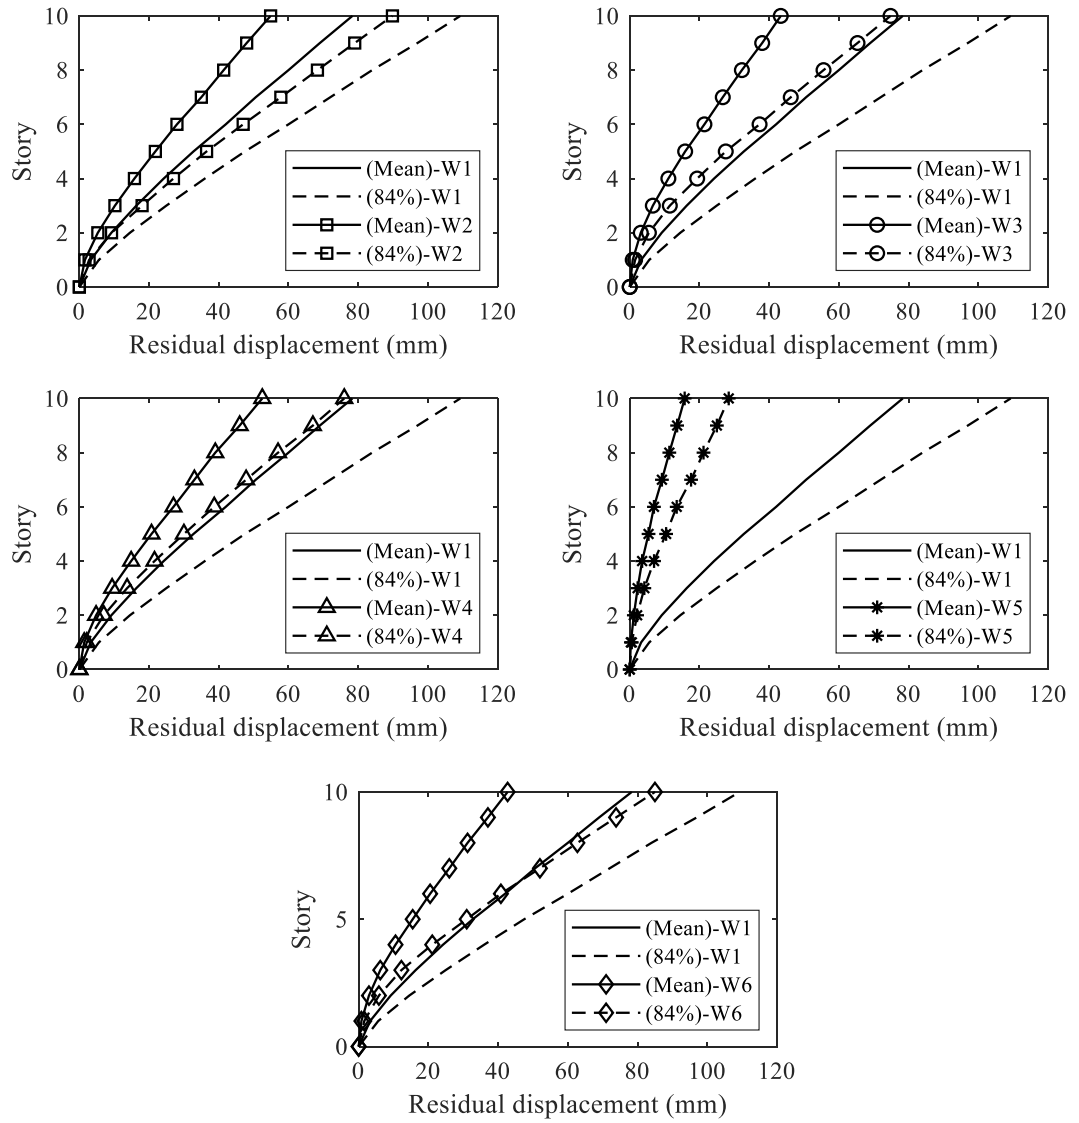 10
8
6
4
2
0
Story
(Mean)-W1
(84%)-W1
(Mean)-W2
(84%)-W2
0 20 40 60 80 100 120
Residual displacement (mm)
10
8
6
4
2
0
Story
(Mean)-W1
(84%)-W1
(Mean)-W3
(84%)-W3
0 20 40 60 80 100 120
Residual displacement (mm)
10
8
6
4
2
0
Story
(Mean)-W1
(84%)-W1
(Mean)-W4
(84%)-W4
0 20 40 60 80 100 120
Residual displacement (mm)
10
8
6
4
2
0
Story
(Mean)-W1
(84%)-W1
(Mean)-W5
(84%)-W5
0 20 40 60 80 100 120
Residual displacement (mm)
10
5
0
Story
(Mean)-W1
(84%)-W1
(Mean)-W6
(84%)-W6
0 20 40 60 80 100 120
Residual displacement (mm)